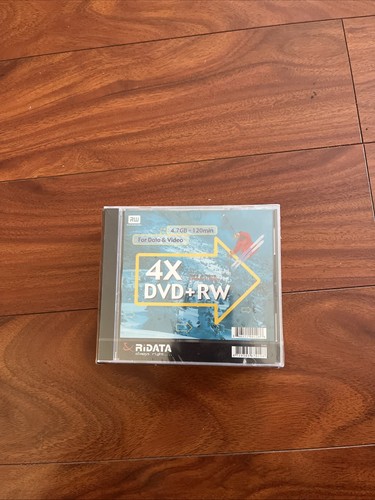 RW
4.7GB • 120min
For Data & Video
4X
DVD+RW
RiDATA